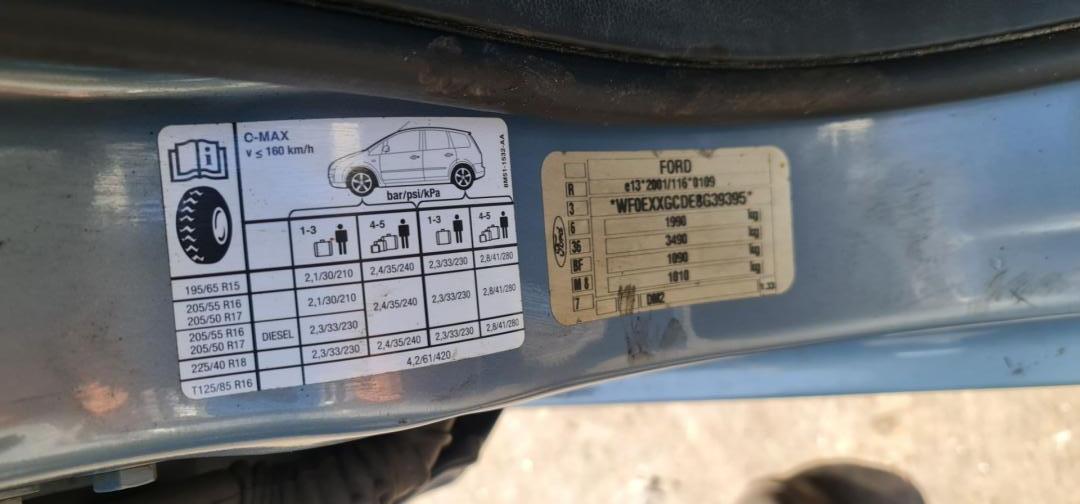 C-MAX
v ≤ 160 km/h
8M51-1532-AA
bar/psi/kPa
1-3 4-5 1-3 4-5
195/65 R15 2,1/30/210 2,4/35/240 2,3/33/230 2,8/41/280
205/55 R16
205/50 R17 2,1/30/210 2,4/35/240 2,3/33/230 2,8/41/280
205/55 R16
205/50 R17 DIESEL 2,3/33/230
225/40 R18 2,3/33/230 2,4/35/240 2,3/33/230 2,8/41/280
T125/85 R16 4,2/61/420
FORD
R e13*2001/116*0109
3 *WF0EXXGCDE8G39395*
6 1990 kg
36 3490 kg
BF 1090 kg
M 6 1010 kg
7 DM2
Ford